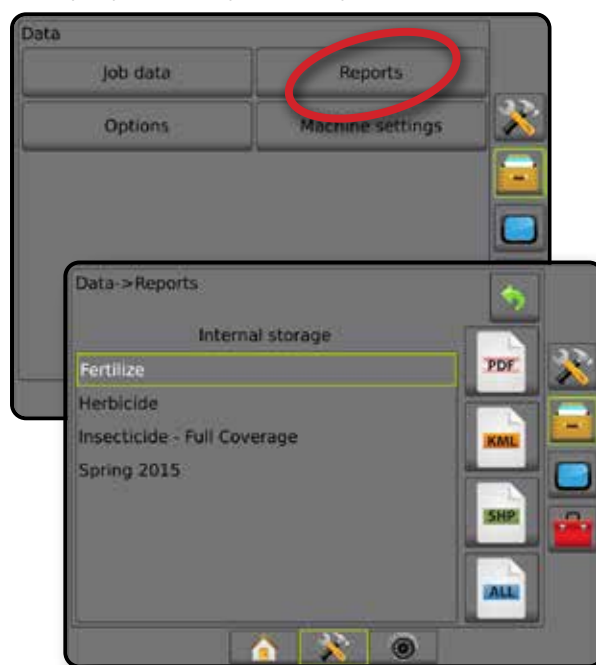 Data
Job data
Reports
Options
Machine settings
Data->Reports
Internal storage
Fertilize
Herbicide
Insecticide - Full Coverage
Spring 2015
PDF
KML
SHP
ALL